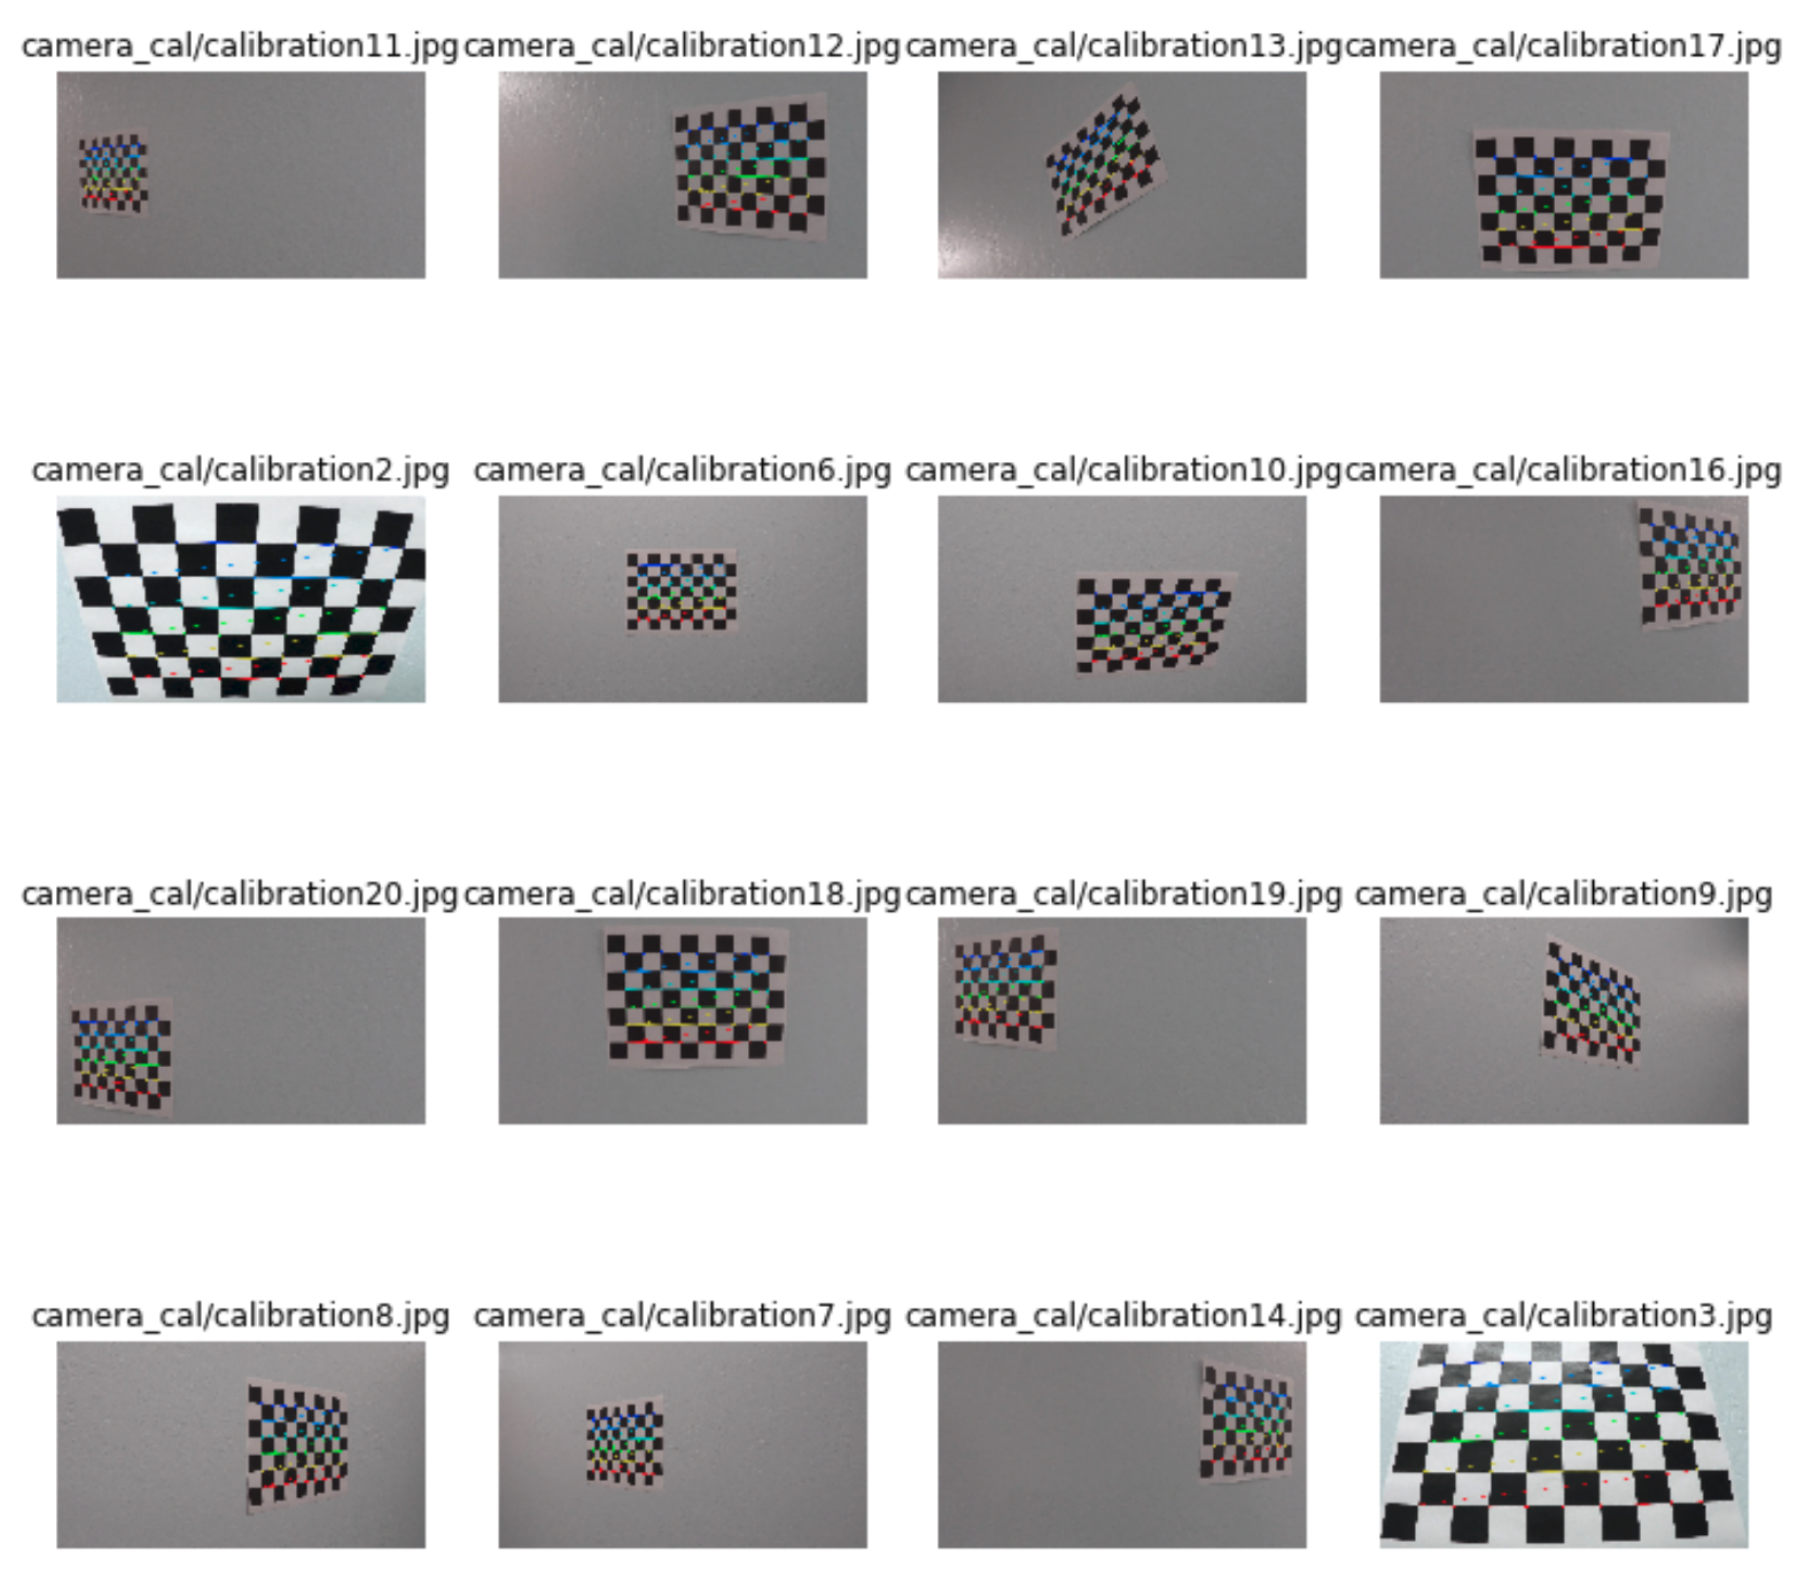 camera_cal/calibration11.jpg camera_cal/calibration12.jpg camera_cal/calibration13.jpg camera_cal/calibration17.jpg
camera_cal/calibration2.jpg camera_cal/calibration6.jpg camera_cal/calibration10.jpg camera_cal/calibration16.jpg
camera_cal/calibration20.jpg camera_cal/calibration18.jpg camera_cal/calibration19.jpg camera_cal/calibration9.jpg
camera_cal/calibration8.jpg camera_cal/calibration7.jpg camera_cal/calibration14.jpg camera_cal/calibration3.jpg